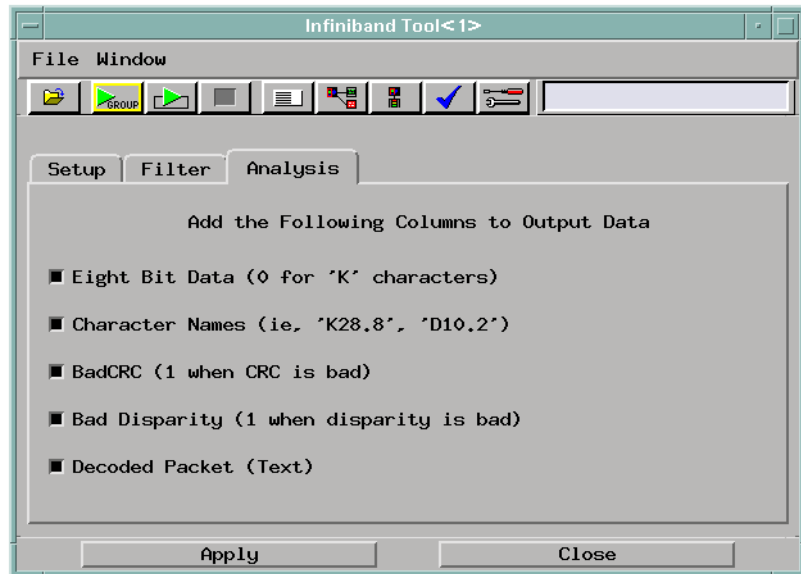 Infiniband Tool<1>
File Window
GROUP
Setup Filter Analysis
Add the Following Columns to Output Data
Eight Bit Data (0 for 'K' characters)
Character Names (ie, 'K28.8', 'D10.2')
BadCRC (1 when CRC is bad)
Bad Disparity (1 when disparity is bad)
Decoded Packet (Text)
Apply Close